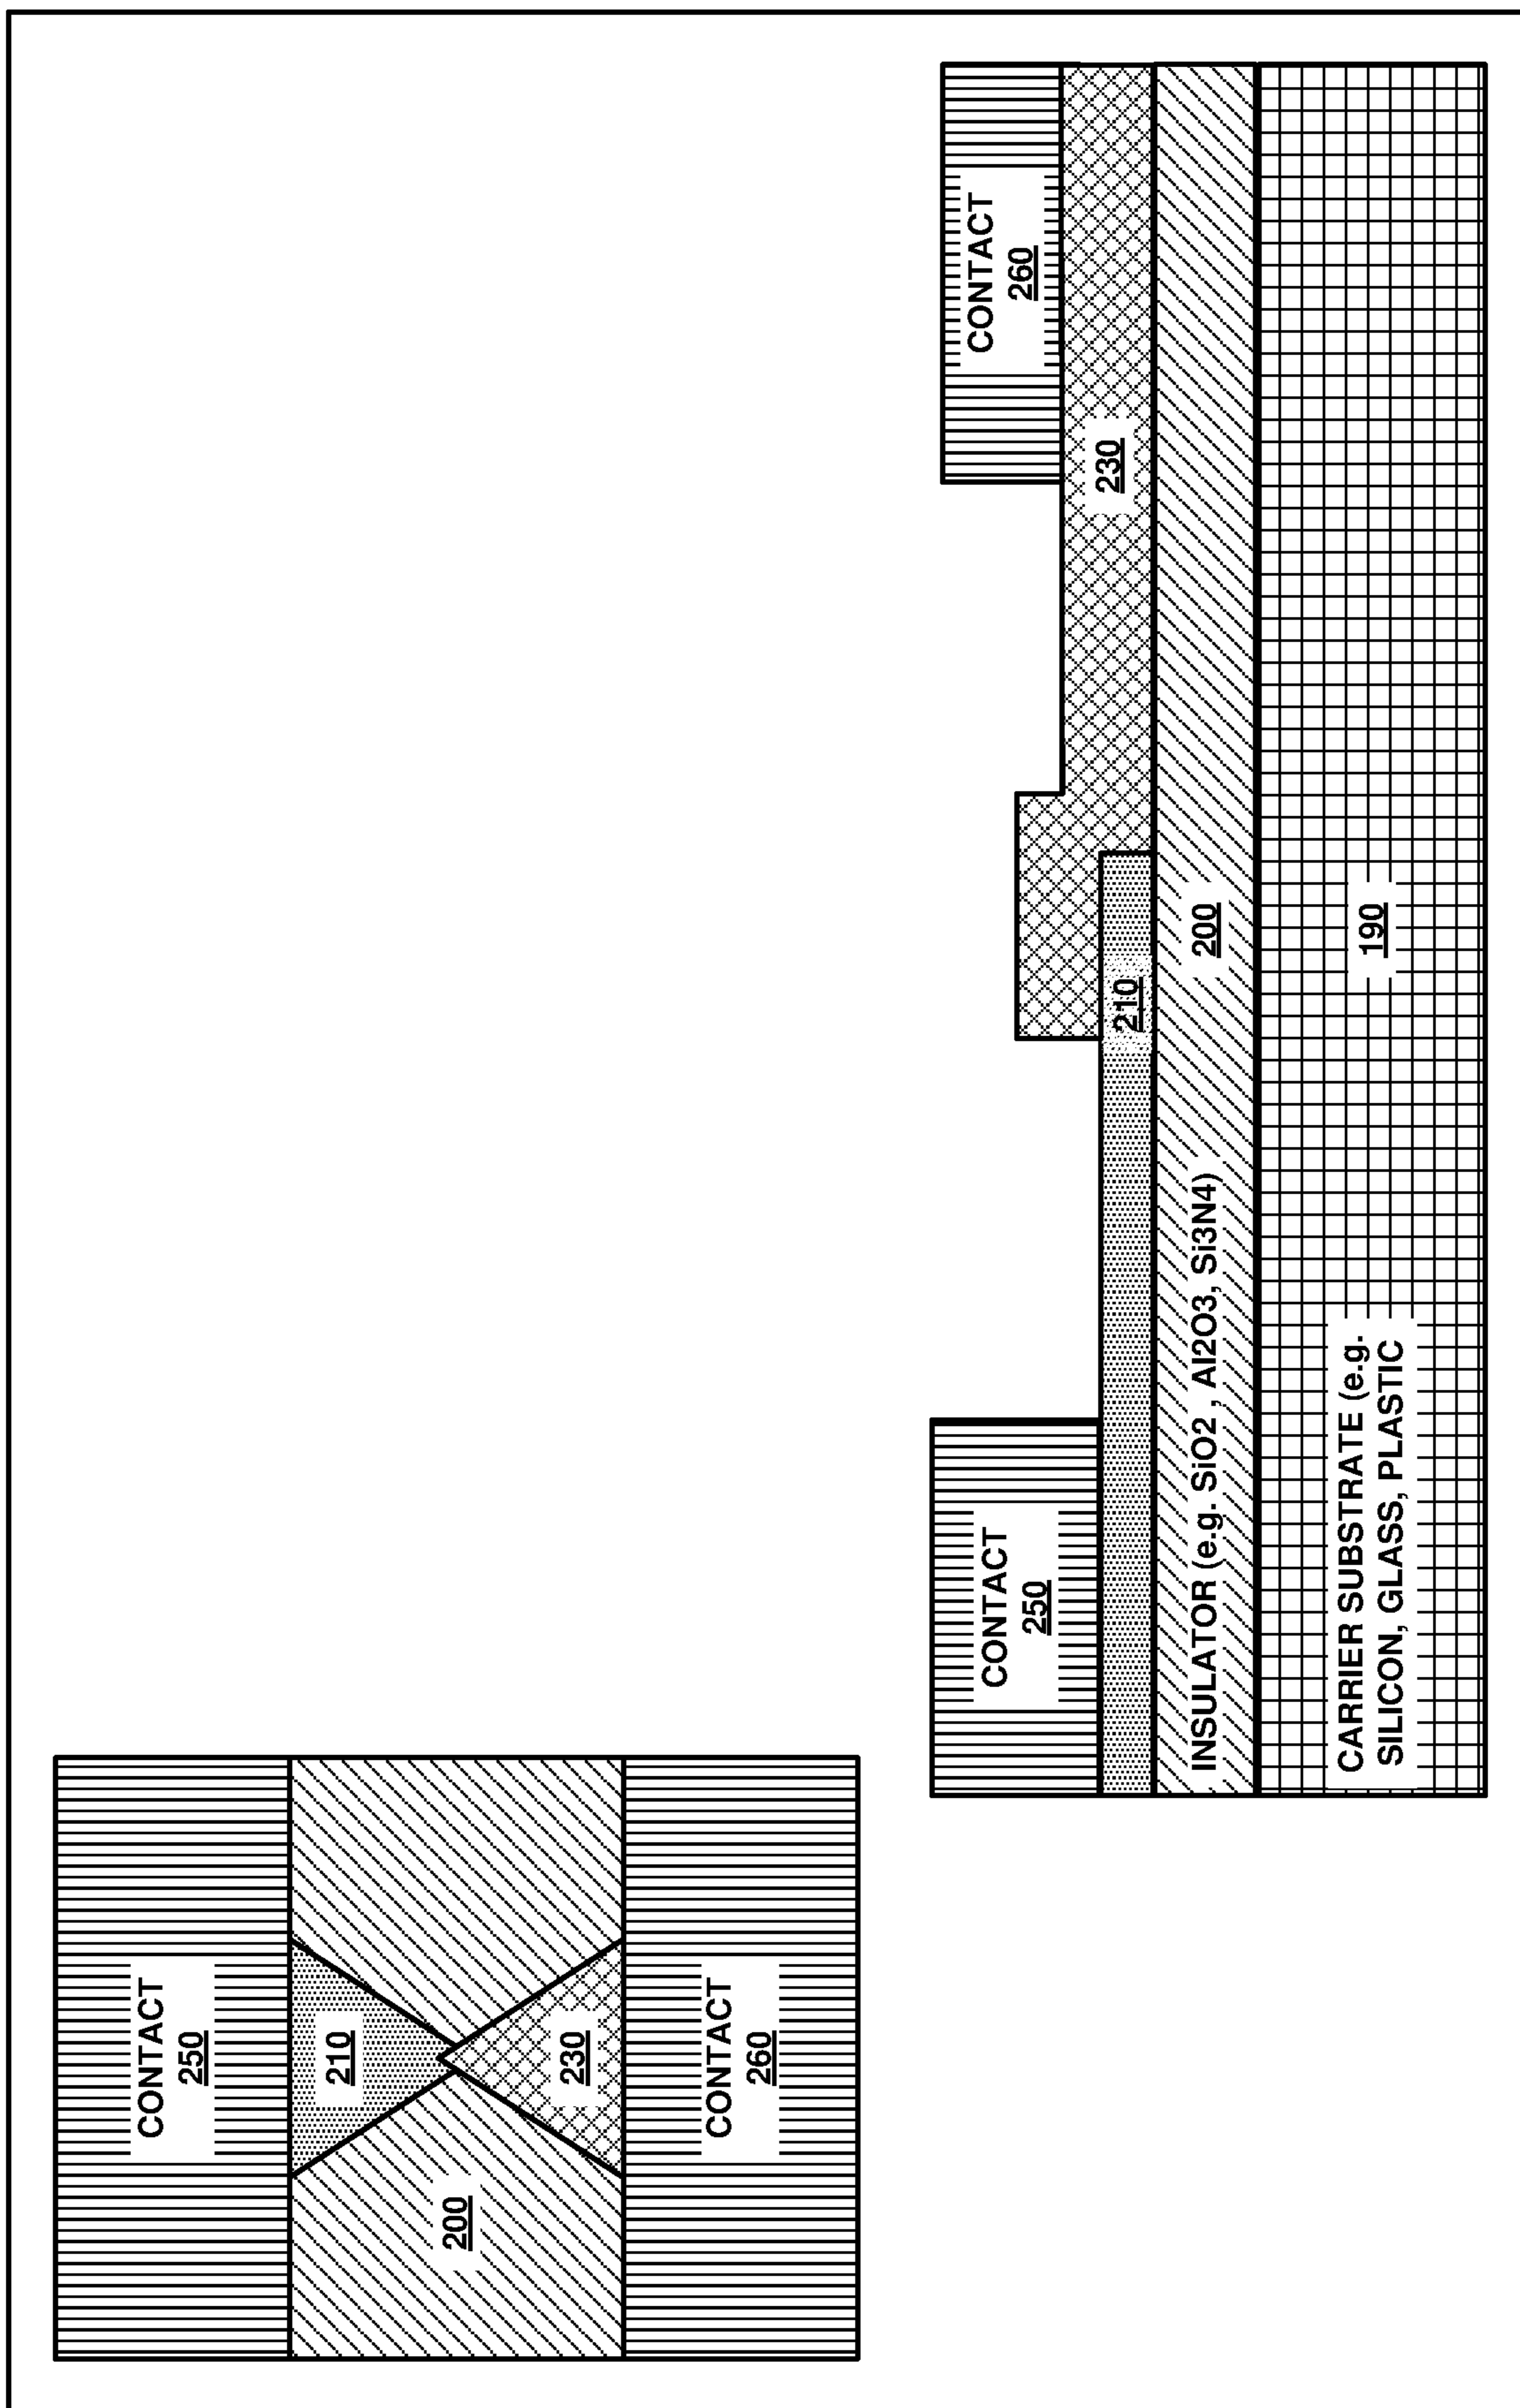 CONTACT
250
210
200
230
CONTACT
260
CONTACT
250
CONTACT
260
230
210
INSULATOR (e.g. SiO2 , Al2O3, Si3N4)
200
CARRIER SUBSTRATE (e.g.
SILICON, GLASS, PLASTIC
190